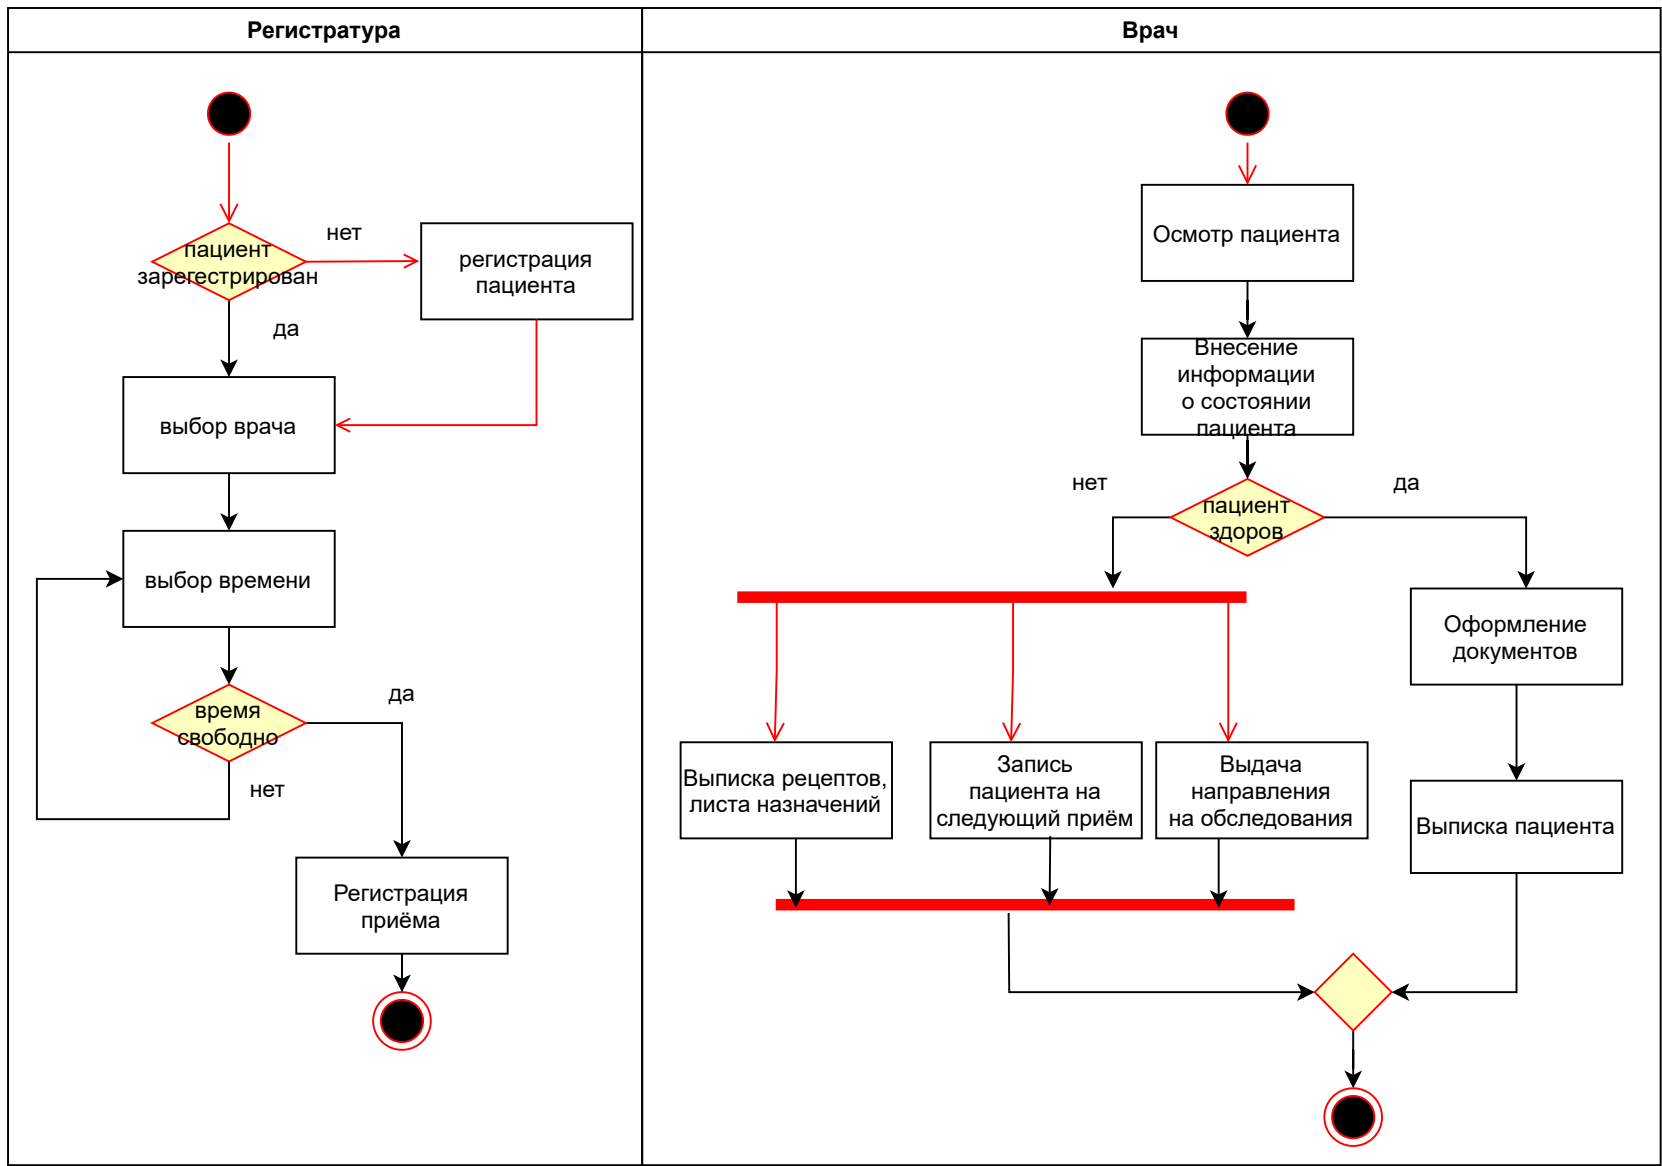 Регистратура
Врач
пациент
зарегестрирован
нет
регистрация
пациента
да
выбор врача
выбор времени
время
свободно
да
нет
Регистрация
приёма
Осмотр пациента
Внесение
информации
о состоянии
пациента
нет
пациент
здоров
да
Оформление
документов
Выписка рецептов,
листа назначений
Запись
пациента на
следующий приём
Выдача
направления
на обследования
Выписка пациента